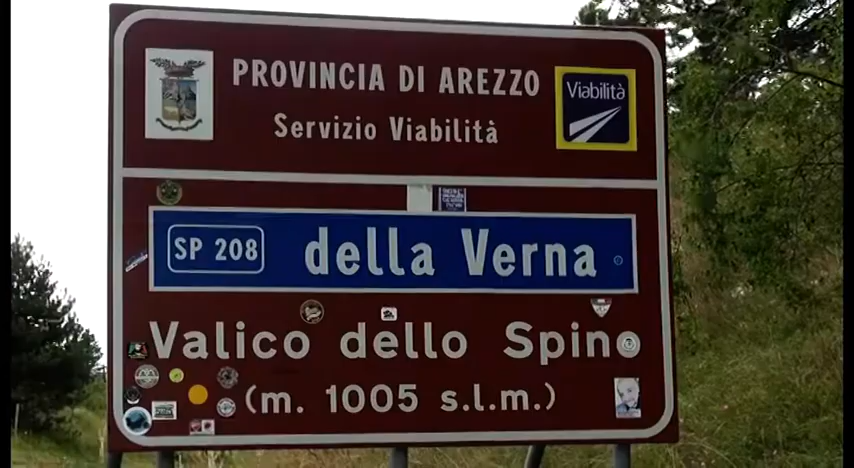 PROVINCIA DI AREZZO
Servizio Viabilità
Viabilità
SP 208 della Verna
Valico dello Spino
(m. 1005 s.l.m.)